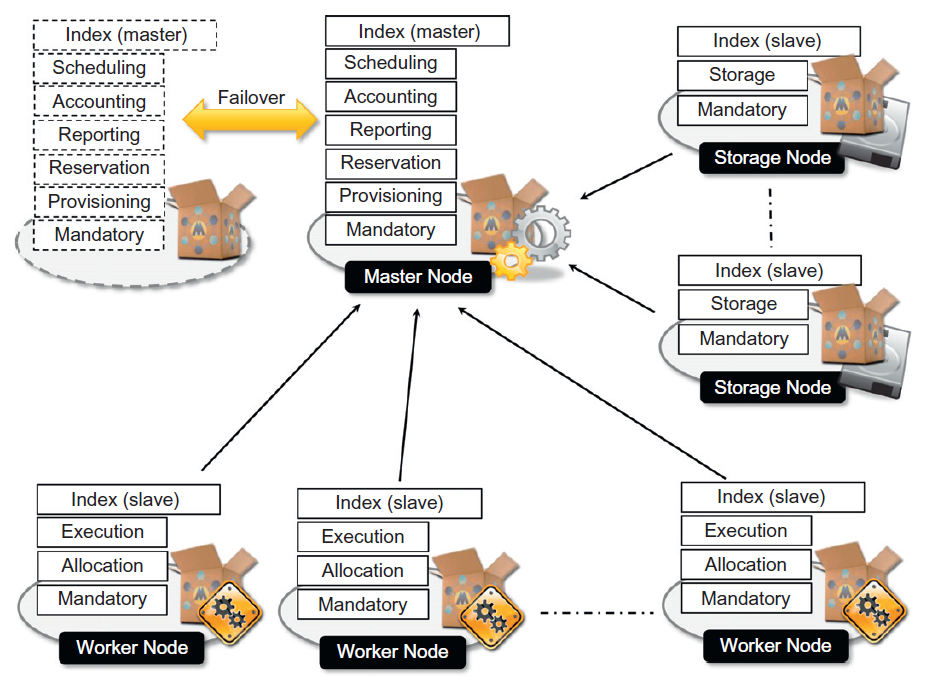 Index (master)
Scheduling
Accounting
Reporting
Reservation
Provisioning
Mandatory
Failover
Index (master)
Scheduling
Accounting
Reporting
Reservation
Provisioning
Mandatory
Master Node
Index (slave)
Storage
Mandatory
Storage Node
Index (slave)
Storage
Mandatory
Storage Node
Index (slave)
Execution
Allocation
Mandatory
Worker Node
Index (slave)
Execution
Allocation
Mandatory
Worker Node
Index (slave)
Execution
Allocation
Mandatory
Worker Node